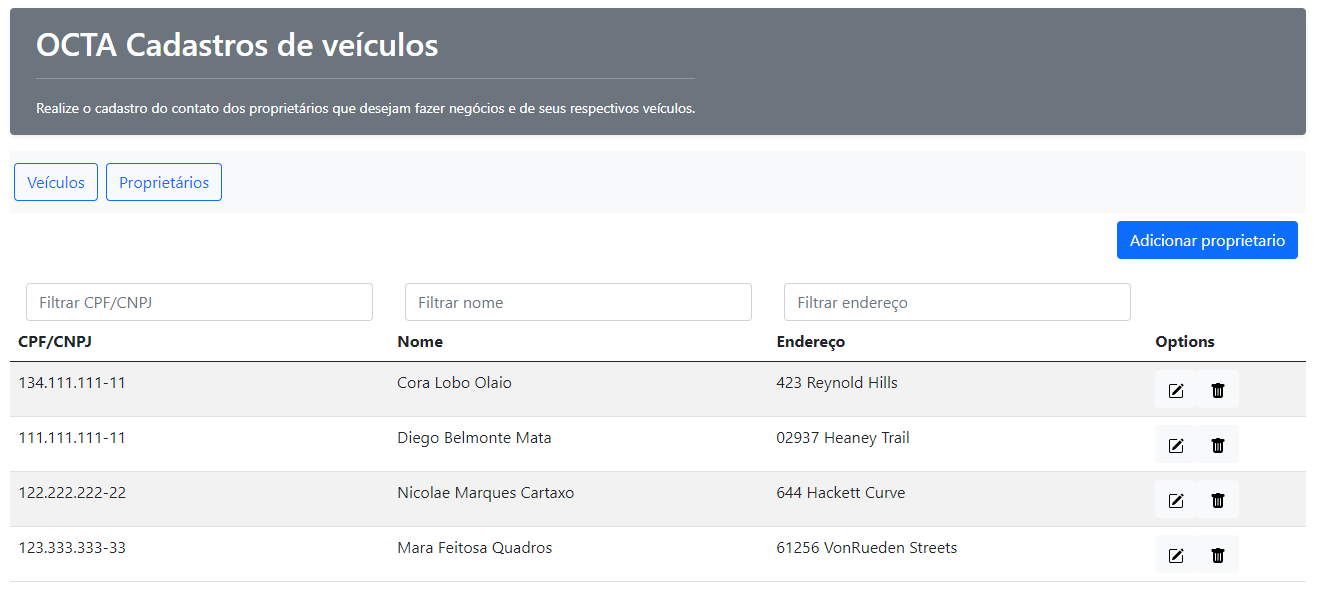 OCTA Cadastros de veículos
Realize o cadastro do contato dos proprietários que desejam fazer negócios e de seus respectivos veículos.
Veículos Proprietários
Adicionar proprietario
Filtrar CPF/CNPJ Filtrar nome Filtrar endereço
CPF/CNPJ Nome Endereço Options
134.111.111-11 Cora Lobo Olaio 423 Reynold Hills
111.111.111-11 Diego Belmonte Mata 02937 Heaney Trail
122.222.222-22 Nicolae Marques Cartaxo 644 Hackett Curve
123.333.333-33 Mara Feitosa Quadros 61256 VonRueden Streets